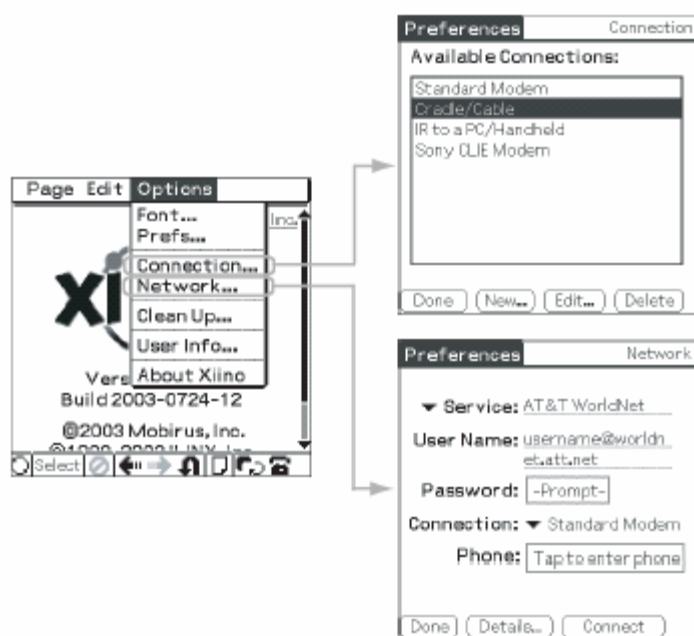 Page Edit Options
Font...
Prefs...
Connection...
Network...
Clean Up...
User Info...
About Xiino
Inc.
xi
Vers
Build 2003-0724-12
©2003 Mobirus, Inc.
Select
Preferences Connection
Available Connections:
Standard Modem
Cradle/Cable
IR to a PC/Handheld
Sony CLIE Modem
Done New... Edit... Delete
Preferences Network
Service: AT&T WorldNet
User Name: username@worldn
et.att.net
Password: -Prompt-
Connection: Standard Modem
Phone: Tap to enter phone
Done Details... Connect